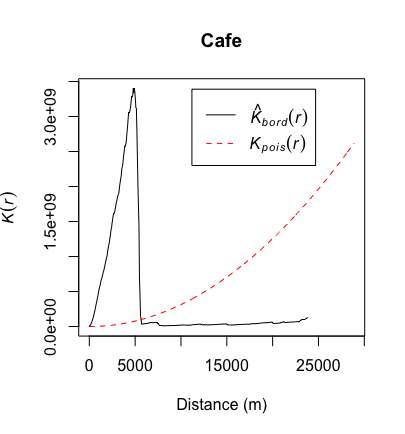 Cafe
K̂bord(r)
Kpois(r)
K(r)
0.0e+00 1.5e+09 3.0e+09
0 5000 15000 25000
Distance (m)